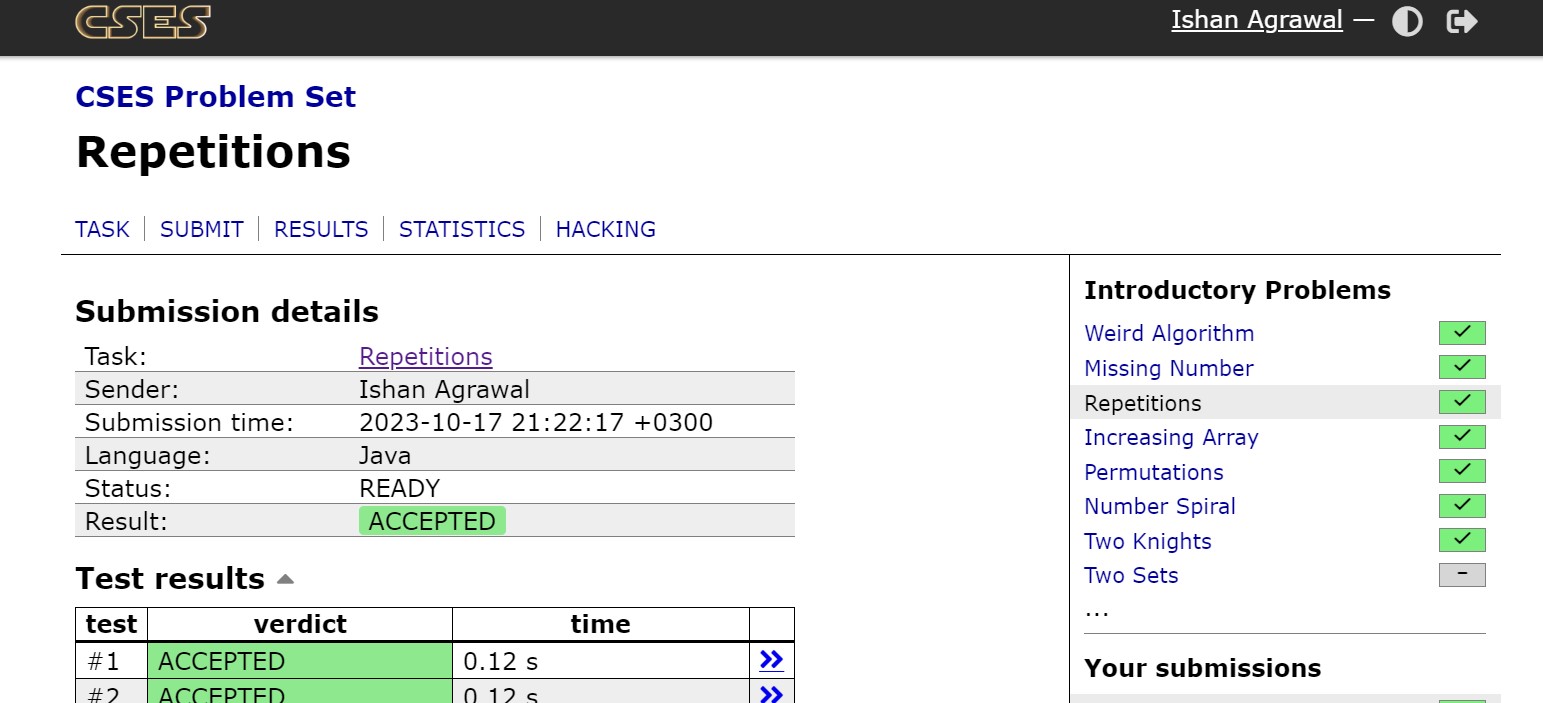 CSES
Ishan Agrawal —
CSES Problem Set
Repetitions
TASK | SUBMIT | RESULTS | STATISTICS | HACKING
Submission details
Task: Repetitions
Sender: Ishan Agrawal
Submission time: 2023-10-17 21:22:17 +0300
Language: Java
Status: READY
Result: ACCEPTED
Test results
test verdict time
#1 ACCEPTED 0.12 s »
#2 ACCEPTED 0.12 s »
Introductory Problems
Weird Algorithm ✓
Missing Number ✓
Repetitions ✓
Increasing Array ✓
Permutations ✓
Number Spiral ✓
Two Knights ✓
Two Sets –
...
Your submissions